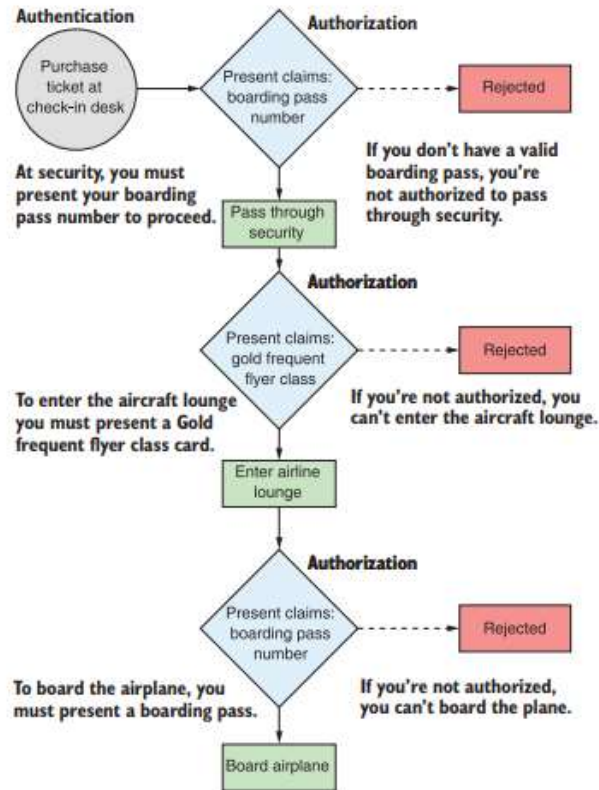 Authentication
Authorization
Purchase
ticket at
check-in desk
Present claims:
boarding pass
number
Rejected
At security, you must
present your boarding
pass number to proceed.
If you don't have a valid
boarding pass, you're
not authorized to pass
through security.
Pass through
security
Authorization
Present claims:
gold frequent
flyer class
Rejected
To enter the aircraft lounge
you must present a Gold
frequent flyer class card.
If you're not authorized, you
can't enter the aircraft lounge.
Enter airline
lounge
Authorization
Present claims:
boarding pass
number
Rejected
To board the airplane, you
must present a boarding pass.
If you're not authorized,
you can't board the plane.
Board airplane